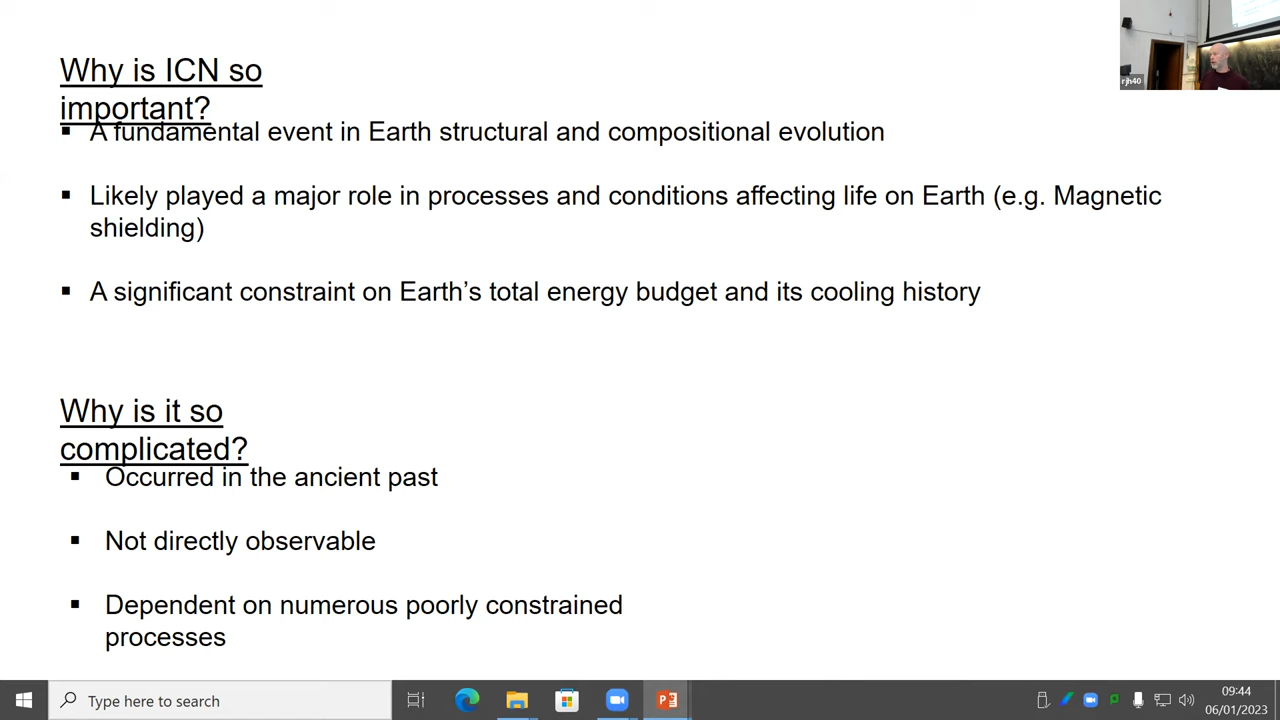 Why is ICN so
important?
▪ A fundamental event in Earth structural and compositional evolution
▪ Likely played a major role in processes and conditions affecting life on Earth (e.g. Magnetic
shielding)
▪ A significant constraint on Earth’s total energy budget and its cooling history
Why is it so
complicated?
▪ Occurred in the ancient past
▪ Not directly observable
▪ Dependent on numerous poorly constrained
processes
rjh40
Type here to search
09:44
06/01/2023